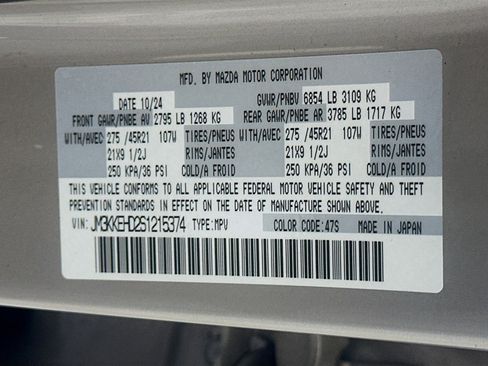 MFD. BY MAZDA MOTOR CORPORATION
DATE 10/24 GVWR/PNBV 6854 LB 3109 KG
FRONT GAWR/PNBE AV 2795 LB 1268 KG REAR GAWR/PNBE AR 3785 LB 1717 KG
WITH/AVEC 275 /45R21 107W TIRES/PNEUS WITH/AVEC 275 /45R21 107W TIRES/PNEUS
21X9 1/2J RIMS/JANTES 21X9 1/2J RIMS/JANTES
250 KPA/36 PSI COLD/A FROID 250 KPA/36 PSI COLD/A FROID
THIS VEHICLE CONFORMS TO ALL APPLICABLE FEDERAL MOTOR VEHICLE SAFETY AND THEFT
PREVENTION STANDARDS IN EFFECT ON THE DATE OF MANUFACTURE SHOWN ABOVE.
VIN: JM3KKEHD2S1215374 TYPE: MPV COLOR CODE: 47S MADE IN JAPAN